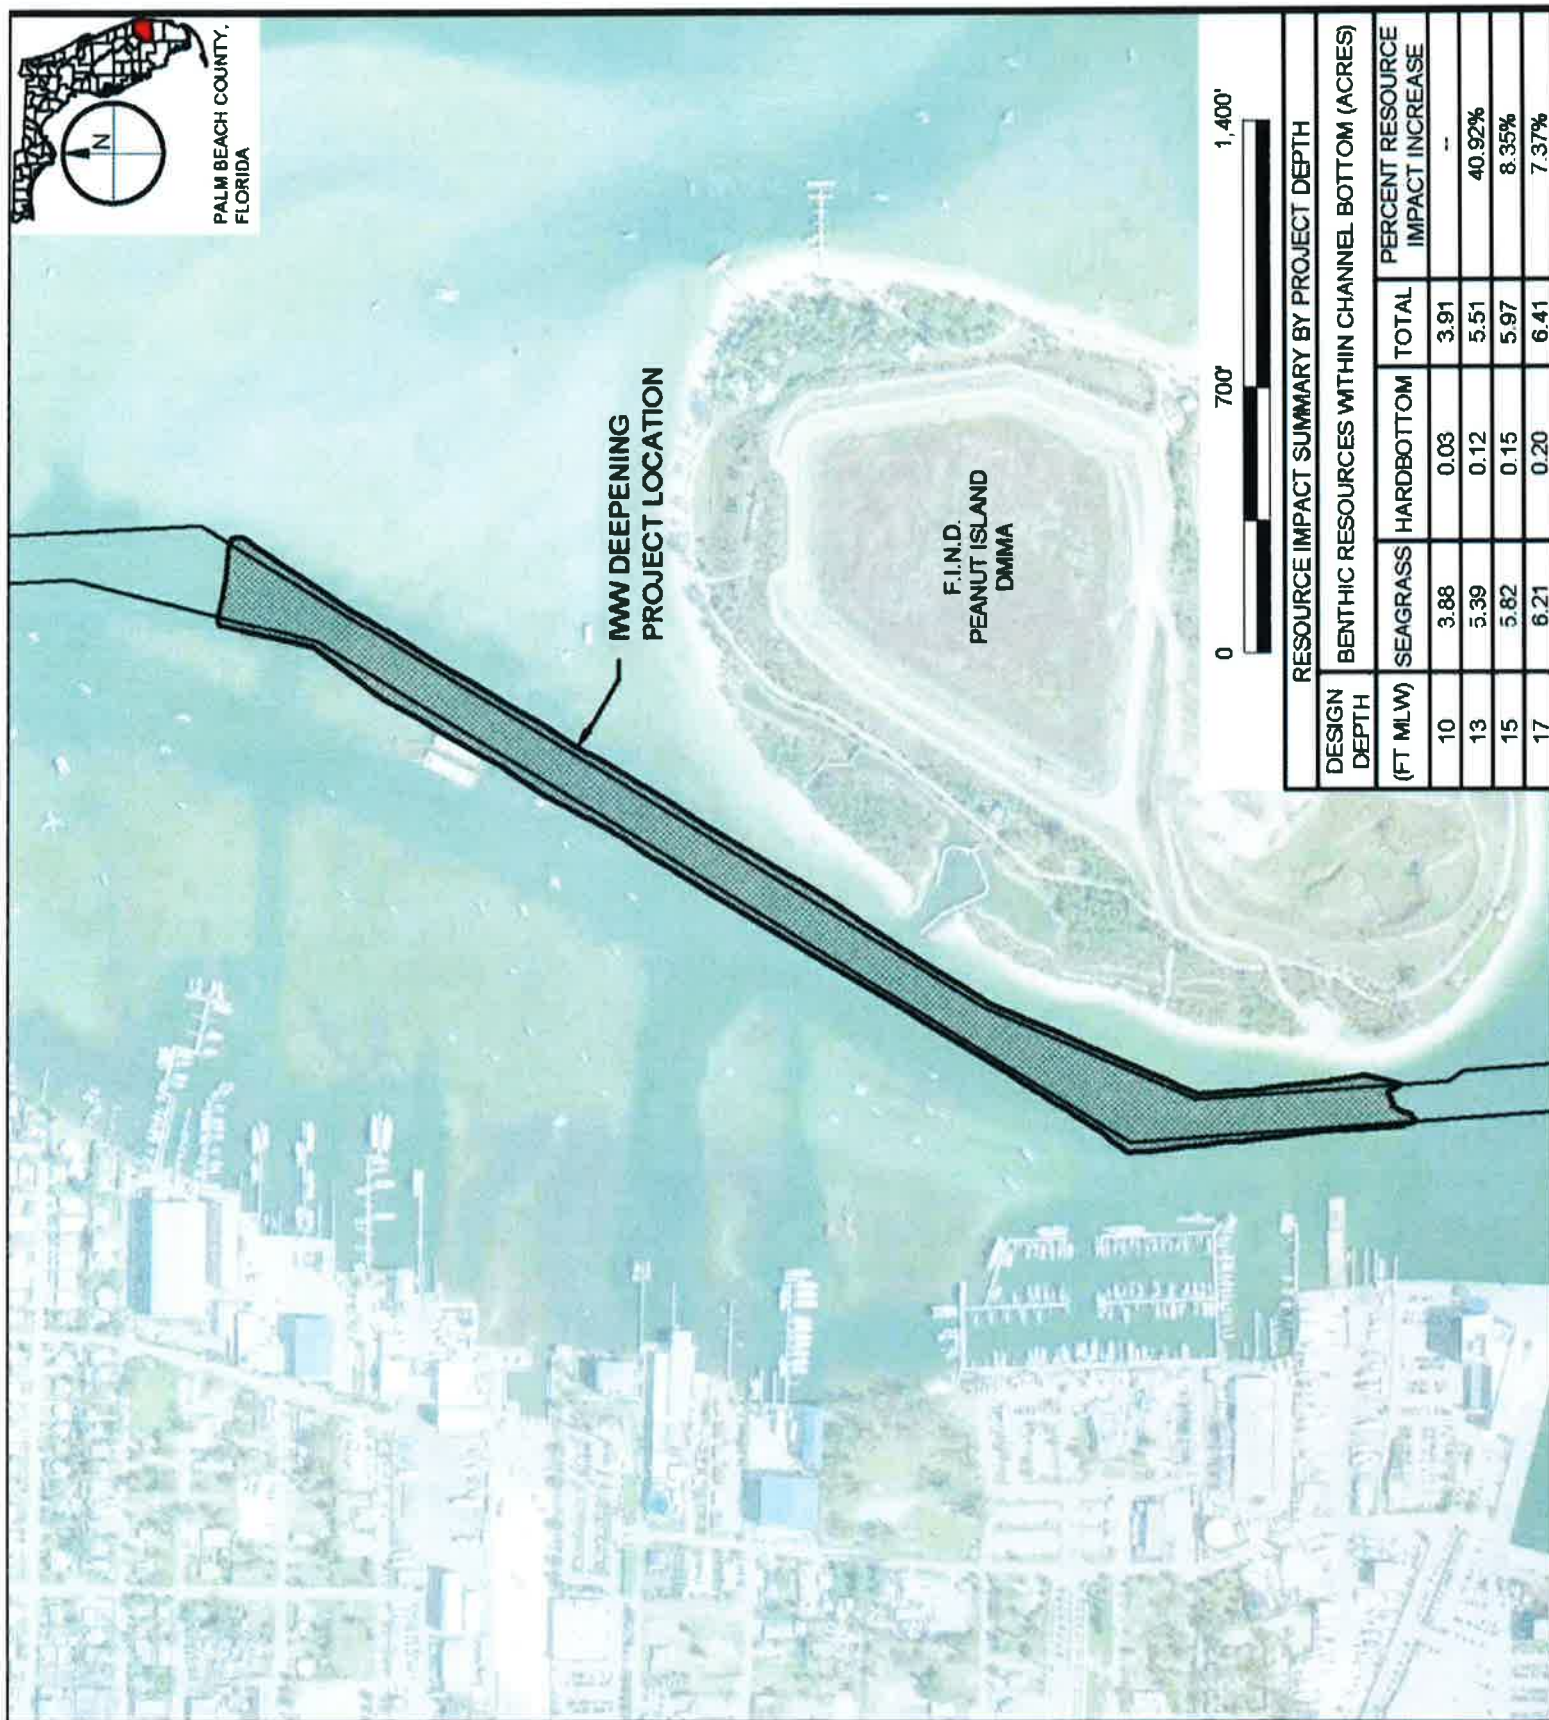 N
PALM BEACH COUNTY,
FLORIDA
IWW DEEPENING
PROJECT LOCATION
F.I.N.D.
PEANUT ISLAND
DMMA
0 700' 1,400'
RESOURCE IMPACT SUMMARY BY PROJECT DEPTH
DESIGN
DEPTH
(FT MLW)
BENTHIC RESOURCES WITHIN CHANNEL BOTTOM (ACRES)
SEAGRASS HARDBOTTOM TOTAL PERCENT RESOURCE
IMPACT INCREASE
10 3.88 0.03 3.91 --
13 5.39 0.12 5.51 40.92%
15 5.82 0.15 5.97 8.35%
17 6.21 0.20 6.41 7.37%